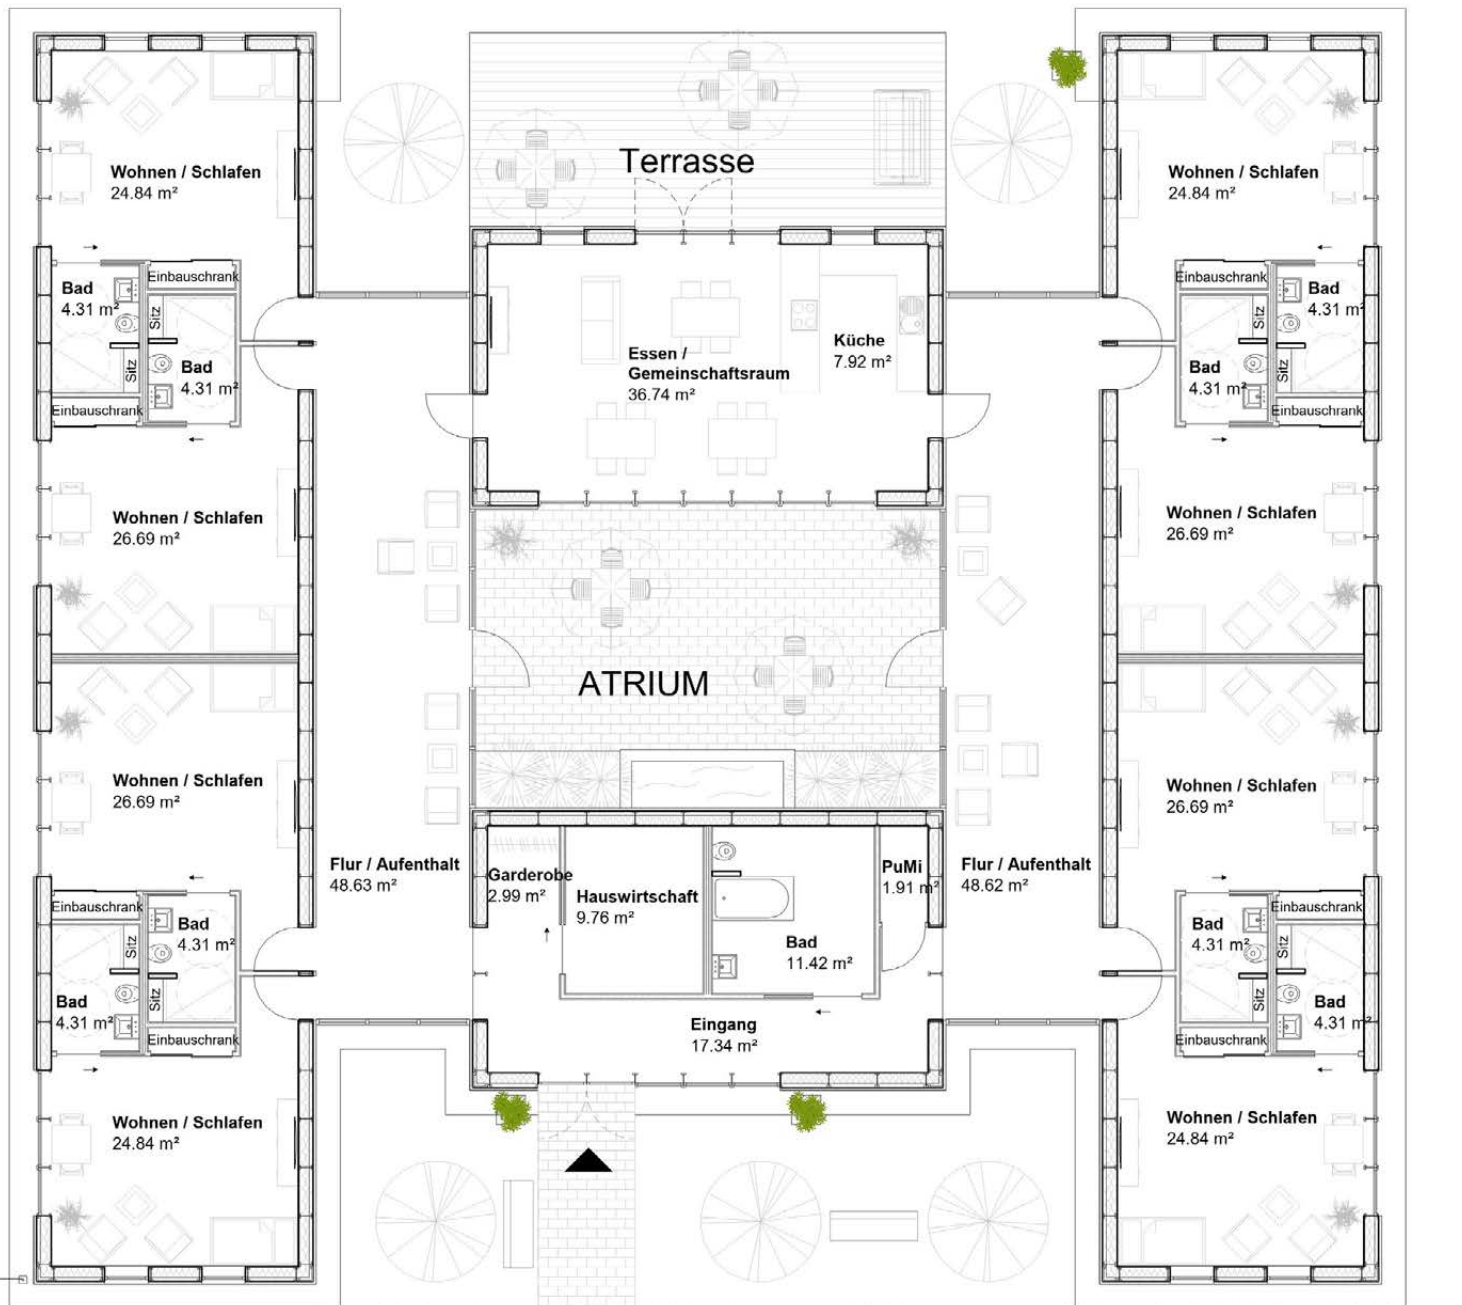 Terrasse
Wohnen / Schlafen
24.84 m²
Wohnen / Schlafen
24.84 m²
Einbauschrank
Bad
4.31 m²
Sitz
Sitz
Bad
4.31 m²
Einbauschrank
Essen /
Gemeinschaftsraum
36.74 m²
Küche
7.92 m²
Einbauschrank
Bad
4.31 m²
Sitz
Sitz
Bad
4.31 m²
Einbauschrank
Wohnen / Schlafen
26.69 m²
Wohnen / Schlafen
26.69 m²
ATRIUM
Wohnen / Schlafen
26.69 m²
Wohnen / Schlafen
26.69 m²
Flur / Aufenthalt
48.63 m²
Garderobe
2.99 m²
Hauswirtschaft
9.76 m²
Bad
11.42 m²
PuMi
1.91 m²
Flur / Aufenthalt
48.62 m²
Einbauschrank
Bad
4.31 m²
Sitz
Sitz
Bad
4.31 m²
Einbauschrank
Eingang
17.34 m²
Einbauschrank
Bad
4.31 m²
Sitz
Sitz
Bad
4.31 m²
Einbauschrank
Wohnen / Schlafen
24.84 m²
Wohnen / Schlafen
24.84 m²